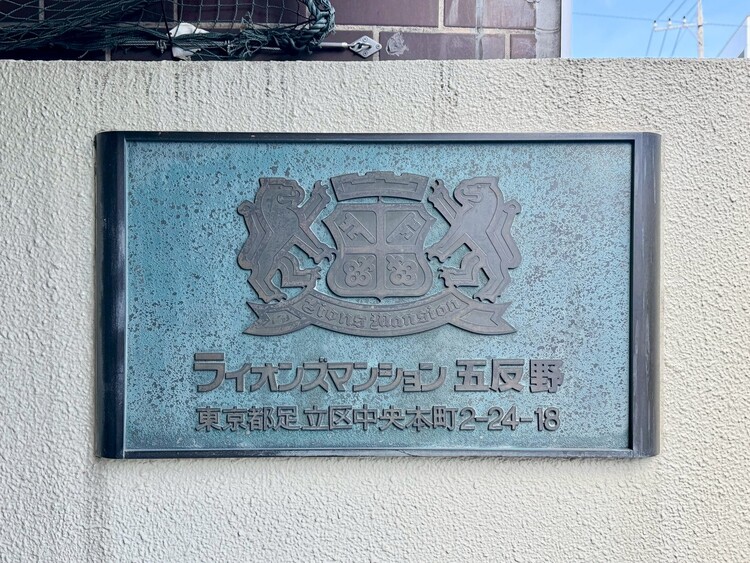 Lions Mansion
ライオンズマンション 五反野
東京都足立区中央本町2-24-18